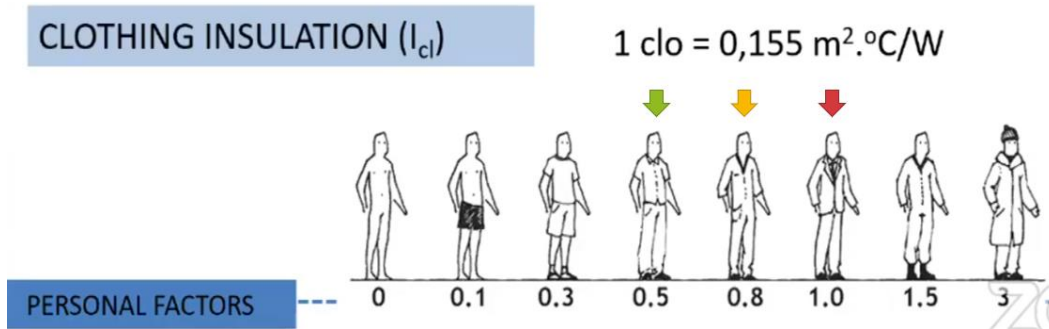 CLOTHING INSULATION (Icl)
1 clo = 0,155 m².ºC/W
0 0.1 0.3 0.5 0.8 1.0 1.5 3
PERSONAL FACTORS